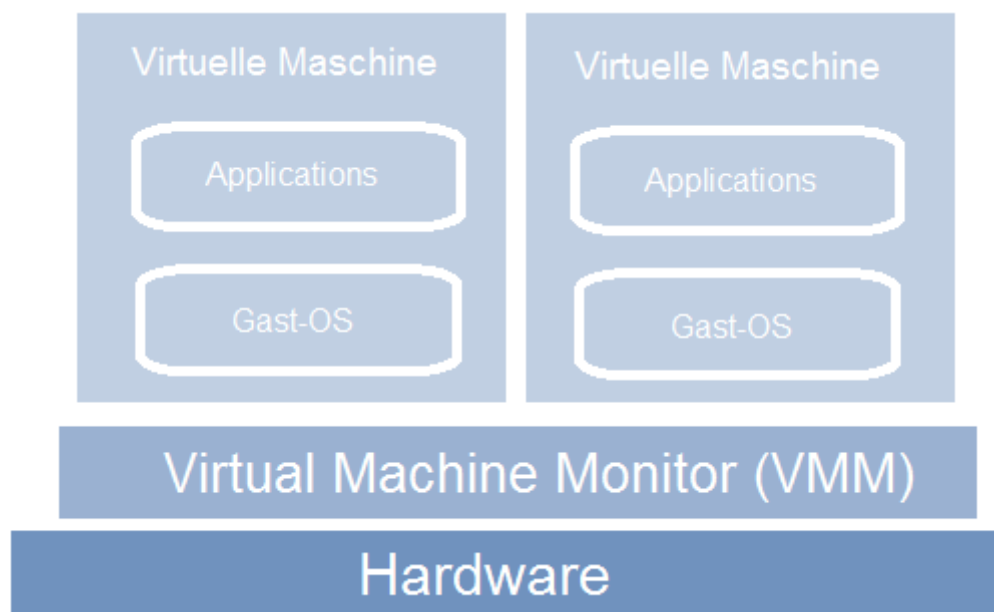 Virtuelle Maschine
Applications
Gast-OS
Virtuelle Maschine
Applications
Gast-OS
Virtual Machine Monitor (VMM)
Hardware